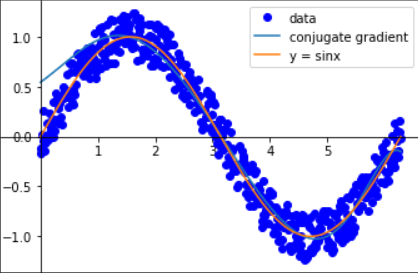 data
conjugate gradient
y = sinx
1.0
0.5
0.0
−0.5
−1.0
1 2 3 4 5